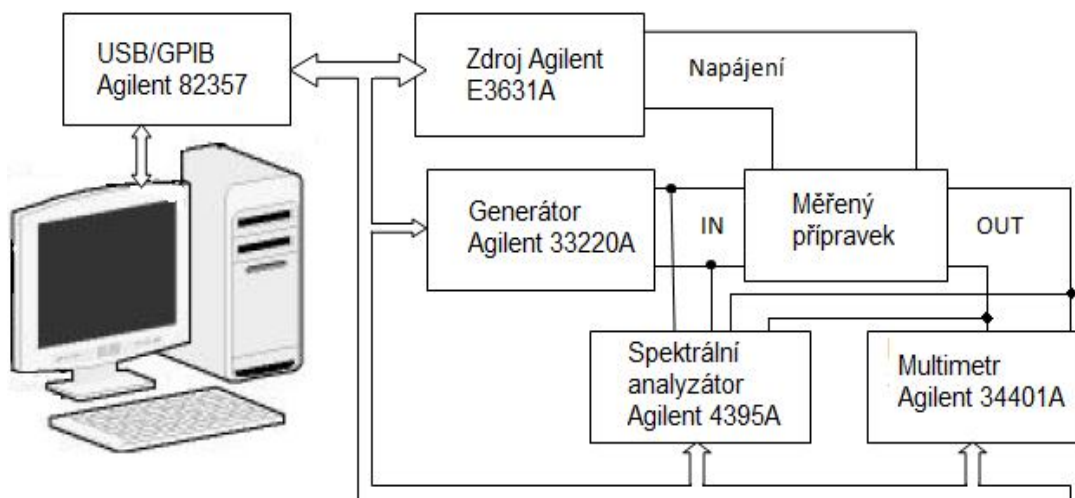 USB/GPIB
Agilent 82357
Zdroj Agilent
E3631A
Napájení
Generátor
Agilent 33220A
IN
Měřený
přípravek
OUT
Spektrální
analyzátor
Agilent 4395A
Multimetr
Agilent 34401A